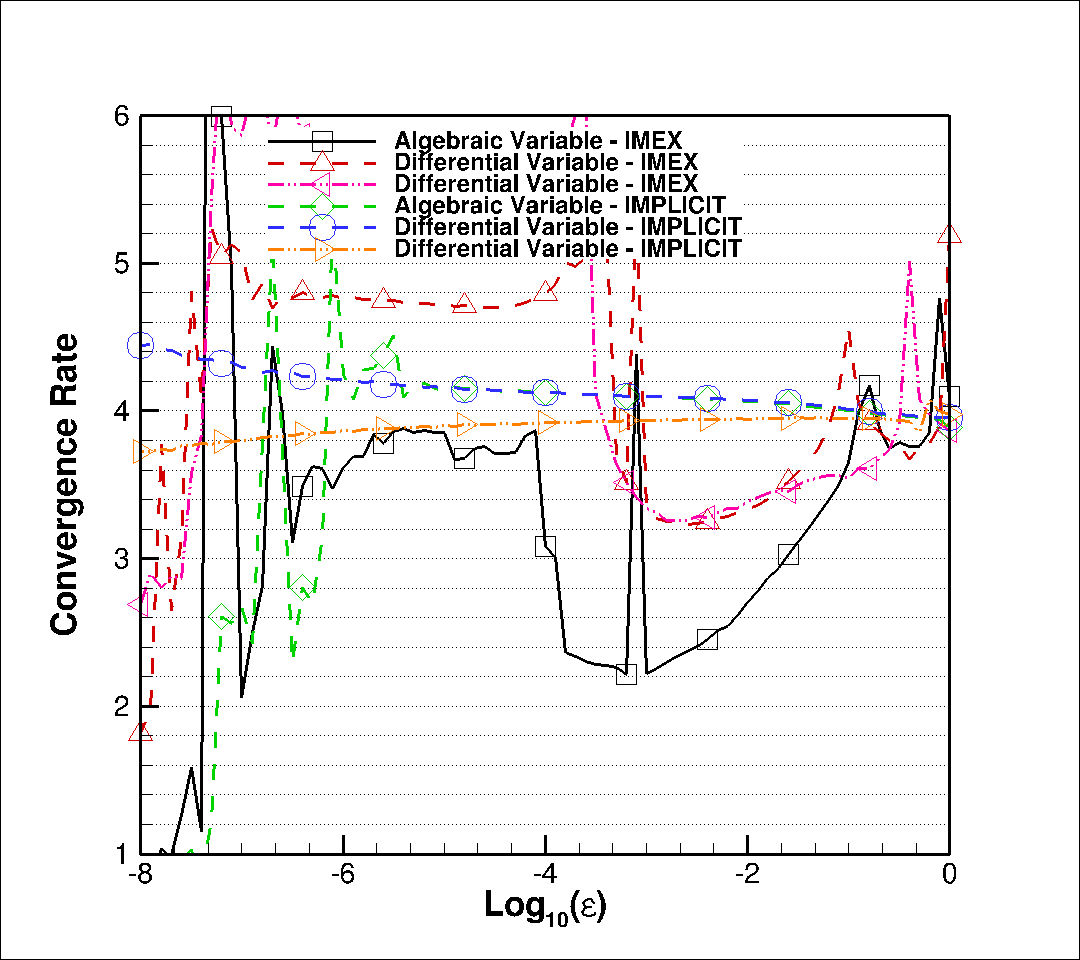 6
5
4
3
2
1
Convergence Rate
Algebraic Variable - IMEX
Differential Variable - IMEX
Differential Variable - IMEX
Algebraic Variable - IMPLICIT
Differential Variable - IMPLICIT
Differential Variable - IMPLICIT
-8 -6 -4 -2 0
Log10(ε)